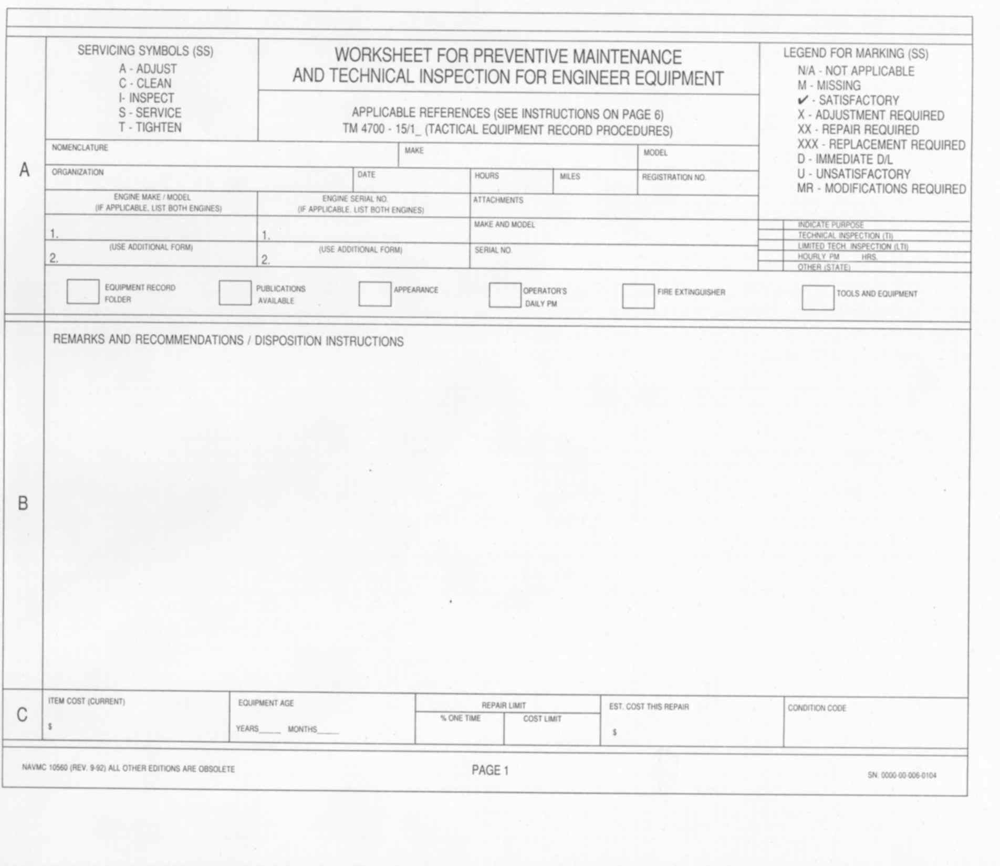 SERVICING SYMBOLS (SS)
A - ADJUST
C - CLEAN
I- INSPECT
S - SERVICE
T - TIGHTEN
WORKSHEET FOR PREVENTIVE MAINTENANCE
AND TECHNICAL INSPECTION FOR ENGINEER EQUIPMENT
APPLICABLE REFERENCES (SEE INSTRUCTIONS ON PAGE 6)
TM 4700 - 15/1_ (TACTICAL EQUIPMENT RECORD PROCEDURES)
LEGEND FOR MARKING (SS)
N/A - NOT APPLICABLE
M - MISSING
✔ - SATISFACTORY
X - ADJUSTMENT REQUIRED
XX - REPAIR REQUIRED
XXX - REPLACEMENT REQUIRED
D - IMMEDIATE D/L
U - UNSATISFACTORY
MR - MODIFICATIONS REQUIRED
A
NOMENCLATURE
MAKE
MODEL
ORGANIZATION
DATE
HOURS
MILES
REGISTRATION NO.
ENGINE MAKE / MODEL
(IF APPLICABLE, LIST BOTH ENGINES)
ENGINE SERIAL NO.
(IF APPLICABLE, LIST BOTH ENGINES)
ATTACHMENTS
1.
1.
MAKE AND MODEL
(USE ADDITIONAL FORM)
2.
(USE ADDITIONAL FORM)
2.
SERIAL NO.
INDICATE PURPOSE
TECHNICAL INSPECTION (TI)
LIMITED TECH. INSPECTION (LTI)
HOURLY PM HRS.
OTHER (STATE)
EQUIPMENT RECORD
FOLDER
PUBLICATIONS
AVAILABLE
APPEARANCE
OPERATOR'S
DAILY PM
FIRE EXTINGUISHER
TOOLS AND EQUIPMENT
B
REMARKS AND RECOMMENDATIONS / DISPOSITION INSTRUCTIONS
C
ITEM COST (CURRENT)
$
EQUIPMENT AGE
YEARS_____ MONTHS_____
REPAIR LIMIT
% ONE TIME
COST LIMIT
EST. COST THIS REPAIR
$
CONDITION CODE
NAVMC 10560 (REV. 9-92) ALL OTHER EDITIONS ARE OBSOLETE
PAGE 1
SN: 0000-00-006-0104